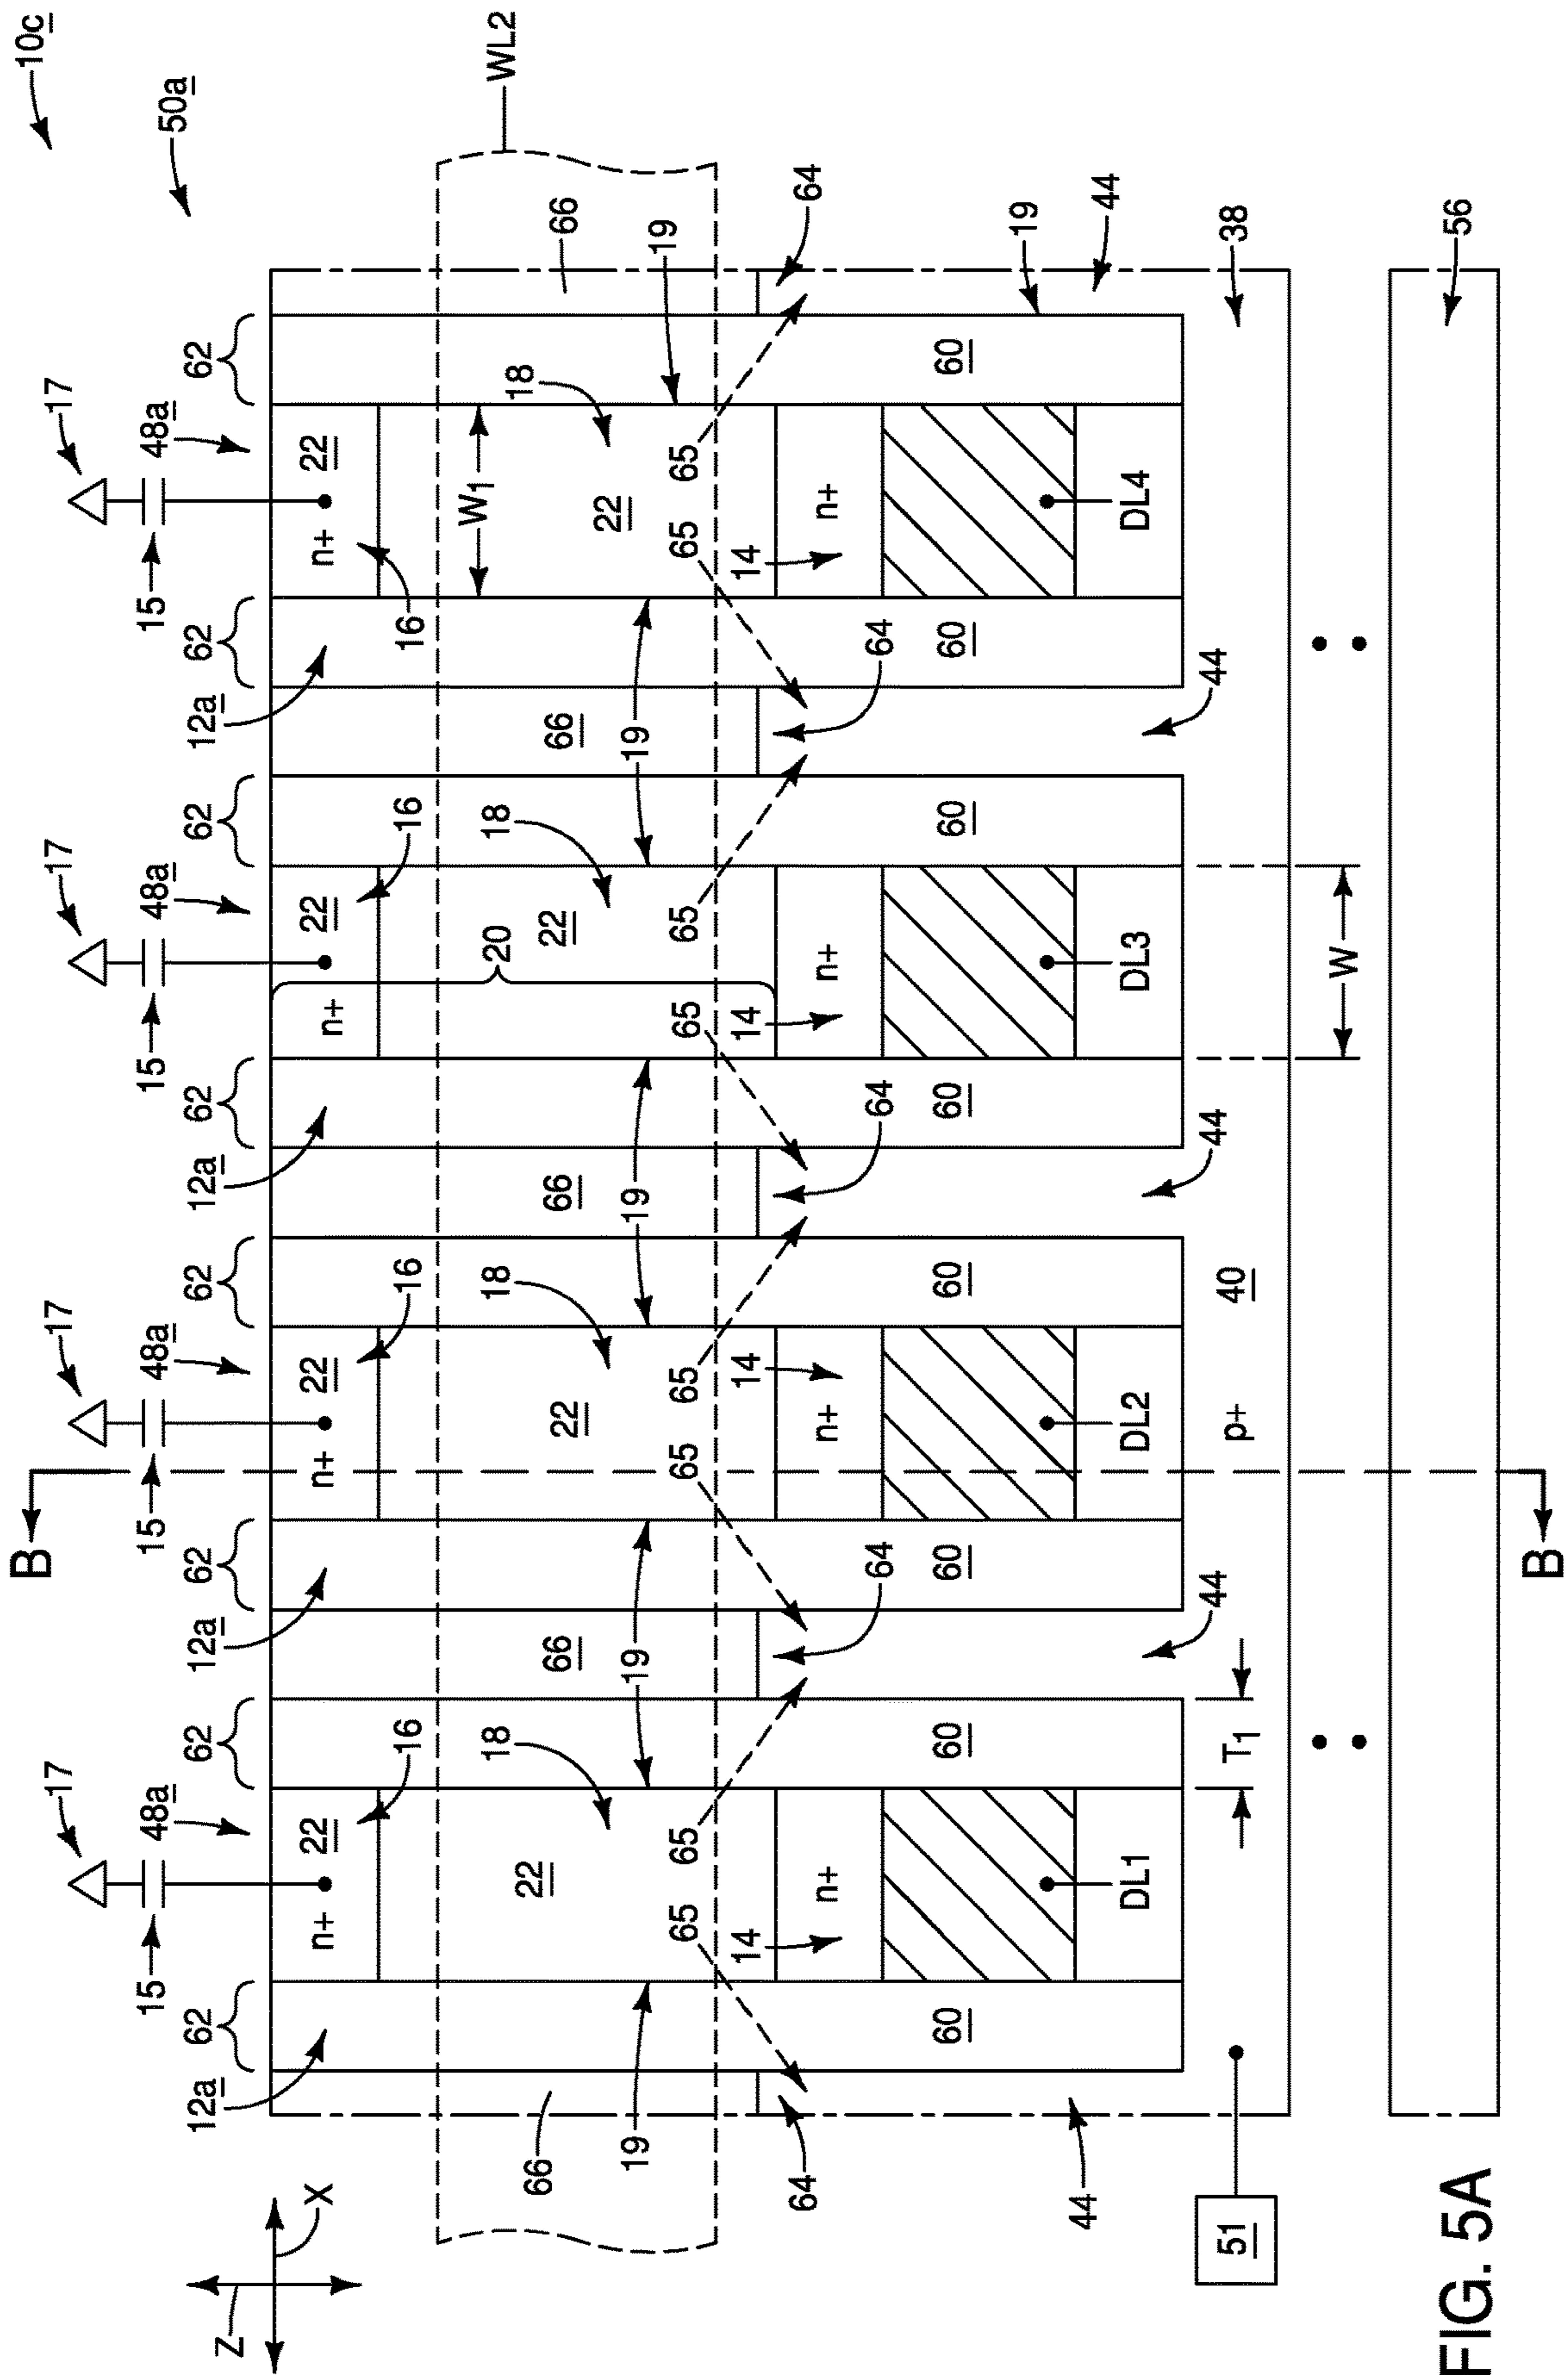 10c
B
17 17 17 17
15 48a 15 48a 15 48a 15 48a 50a
62 62 62 62 62 62 62 62
12a 12a 12a 12a
Z
X
n+ 22 n+ 22 n+ 22 n+ 22
16 16 16 16
W1
WL2
18 18 18 20 18
22 22 22 22
66 66 66 66 66
19 19 19 19 19
65 65 65 65 65 65 65 65
14 14 14 14
64 64 64 64 64
n+ n+ n+ n+
60 60 60 60 60 60 60 60
19
44 44 44 44 44
DL1 DL2 DL3 DL4
51
T1
p+ 40
38
W
56
B
FIG. 5A